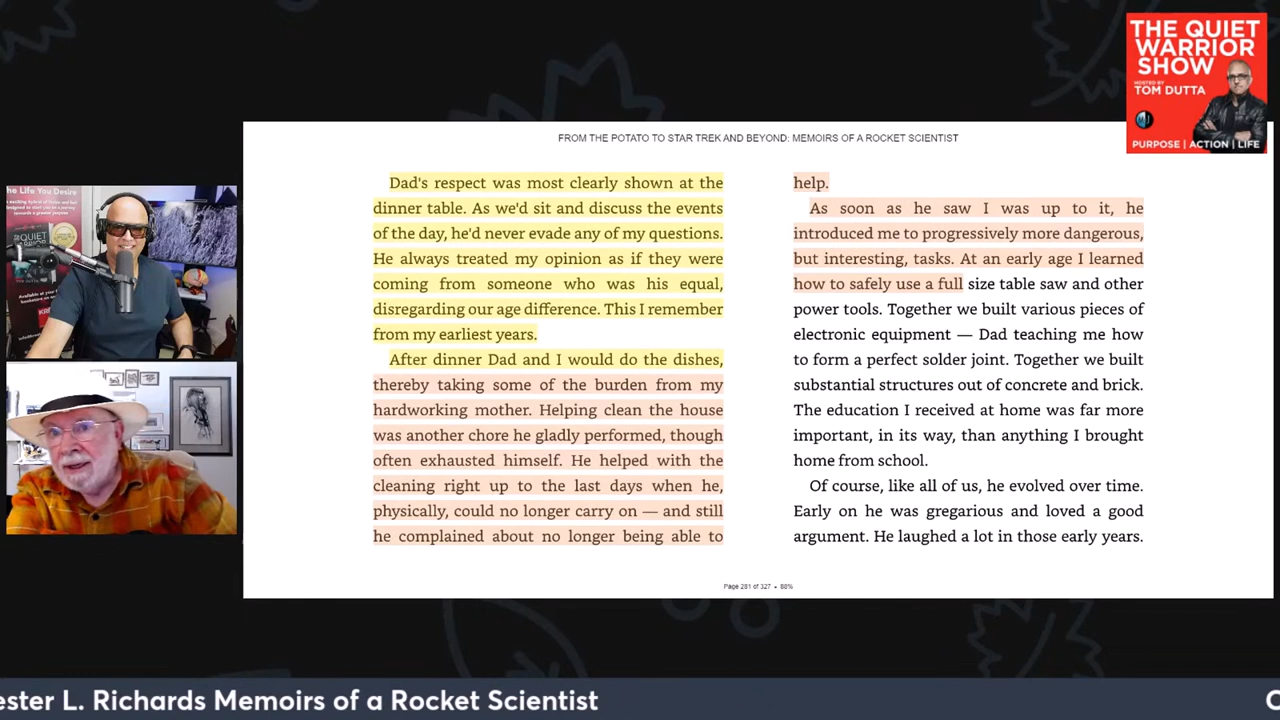 THE QUIET
WARRIOR
SHOW
HOSTED BY
TOM DUTTA
PURPOSE | ACTION | LIFE
FROM THE POTATO TO STAR TREK AND BEYOND: MEMOIRS OF A ROCKET SCIENTIST
Dad's respect was most clearly shown at the
dinner table. As we'd sit and discuss the events
of the day, he'd never evade any of my questions.
He always treated my opinion as if they were
coming from someone who was his equal,
disregarding our age difference. This I remember
from my earliest years.
After dinner Dad and I would do the dishes,
thereby taking some of the burden from my
hardworking mother. Helping clean the house
was another chore he gladly performed, though
often exhausted himself. He helped with the
cleaning right up to the last days when he,
physically, could no longer carry on — and still
he complained about no longer being able to
help.
As soon as he saw I was up to it, he
introduced me to progressively more dangerous,
but interesting, tasks. At an early age I learned
how to safely use a full size table saw and other
power tools. Together we built various pieces of
electronic equipment — Dad teaching me how
to form a perfect solder joint. Together we built
substantial structures out of concrete and brick.
The education I received at home was far more
important, in its way, than anything I brought
home from school.
Of course, like all of us, he evolved over time.
Early on he was gregarious and loved a good
argument. He laughed a lot in those early years.
Page 281 of 327 • 88%
he Life You Desire
QUIET
WARRIOR
ester L. Richards Memoirs of a Rocket Scientist
C